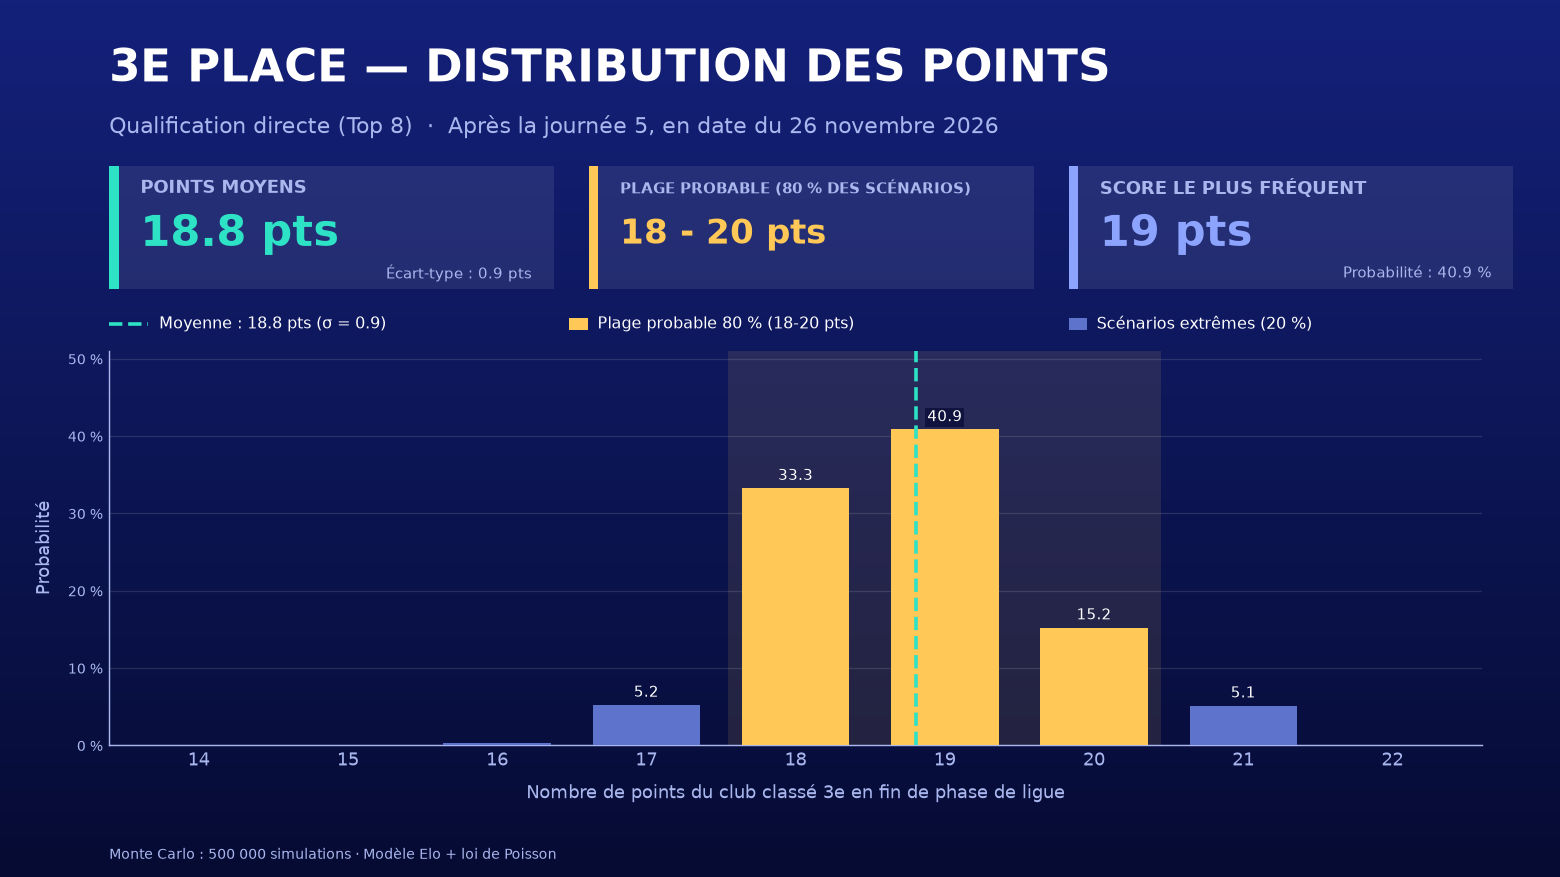 3E PLACE — DISTRIBUTION DES POINTS
Qualification directe (Top 8) · Après la journée 5, en date du 26 novembre 2026
POINTS MOYENS
18.8 pts
Écart-type : 0.9 pts
PLAGE PROBABLE (80 % DES SCÉNARIOS)
18 - 20 pts
SCORE LE PLUS FRÉQUENT
19 pts
Probabilité : 40.9 %
Moyenne : 18.8 pts (σ = 0.9)
Plage probable 80 % (18-20 pts)
Scénarios extrêmes (20 %)
Probabilité
50 %
40 %
30 %
20 %
10 %
0 %
5.2
33.3
40.9
15.2
5.1
14 15 16 17 18 19 20 21 22
Nombre de points du club classé 3e en fin de phase de ligue
Monte Carlo : 500 000 simulations · Modèle Elo + loi de Poisson